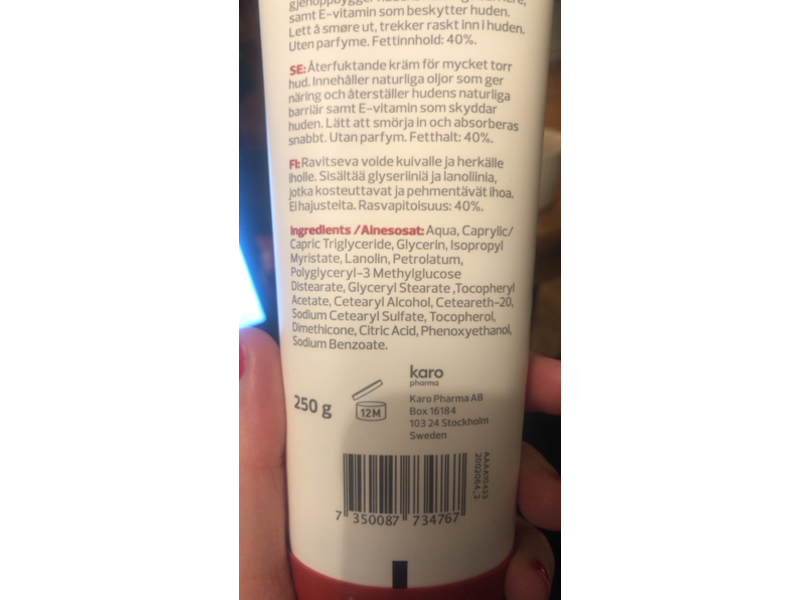 gjenoppbygger
samt E-vitamin som beskytter huden.
Lett å smøre ut, trekker raskt inn i huden.
Uten parfyme. Fettinnhold: 40%.
SE: Återfuktande kräm för mycket torr
hud. Innehåller naturliga oljor som ger
näring och återställer hudens naturliga
barriär samt E-vitamin som skyddar
huden. Lätt att smörja in och absorberas
snabbt. Utan parfym. Fetthalt: 40%.
FI: Ravitseva voide kuivalle ja herkälle
iholle. Sisältää glyseriiniä ja lanoliinia,
jotka kosteuttavat ja pehmentävät ihoa.
Ei hajusteita. Rasvapitoisuus: 40%.
Ingredients /Ainesosat: Aqua, Caprylic/
Capric Triglyceride, Glycerin, Isopropyl
Myristate, Lanolin, Petrolatum,
Polyglyceryl-3 Methylglucose
Distearate, Glyceryl Stearate ,Tocopheryl
Acetate, Cetearyl Alcohol, Ceteareth-20,
Sodium Cetearyl Sulfate, Tocopherol,
Dimethicone, Citric Acid, Phenoxyethanol,
Sodium Benzoate.
karo
pharma
250 g
12M
Karo Pharma AB
Box 16184
103 24 Stockholm
Sweden
AAAA10423
2002064_2
7 350087 734767